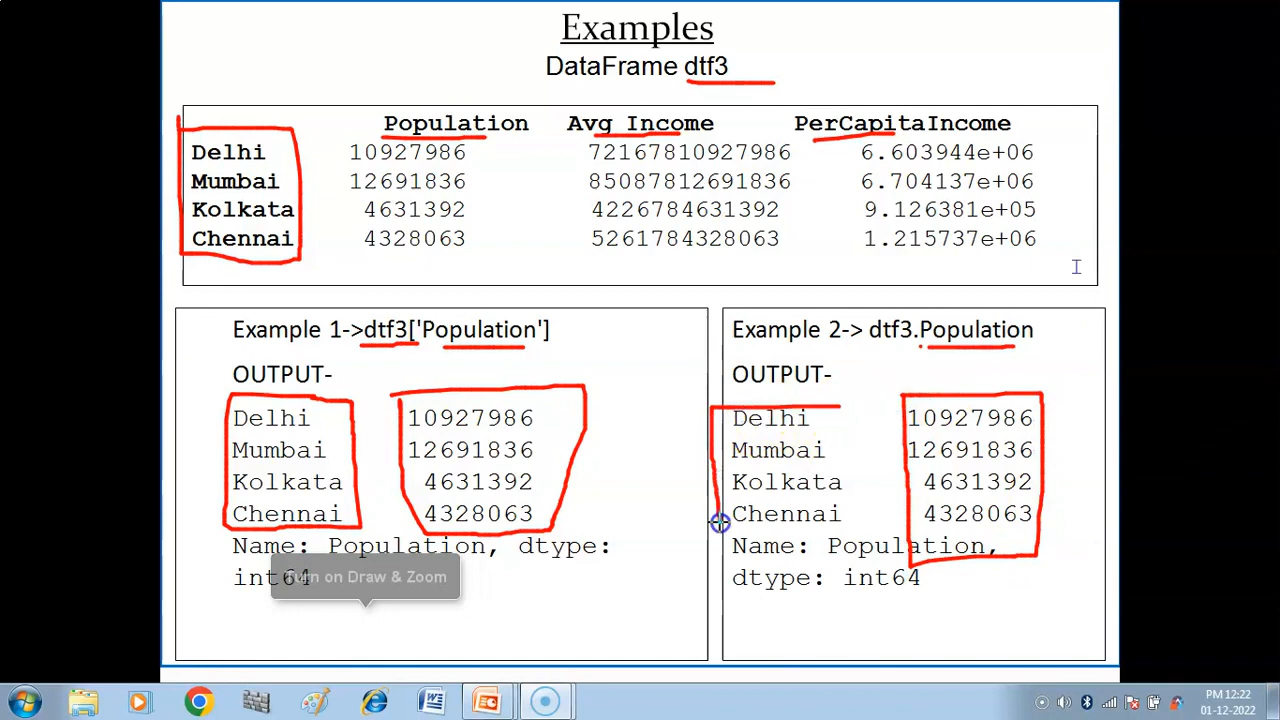 Examples
DataFrame dtf3
Population Avg Income PerCapitaIncome
Delhi 10927986 72167810927986 6.603944e+06
Mumbai 12691836 85087812691836 6.704137e+06
Kolkata 4631392 4226784631392 9.126381e+05
Chennai 4328063 5261784328063 1.215737e+06
Example 1->dtf3['Population']
OUTPUT-
Delhi 10927986
Mumbai 12691836
Kolkata 4631392
Chennai 4328063
Name: Population, dtype:
int64
Turn on Draw & Zoom
Example 2-> dtf3.Population
OUTPUT-
Delhi 10927986
Mumbai 12691836
Kolkata 4631392
Chennai 4328063
Name: Population,
dtype: int64
PM 12:22
01-12-2022